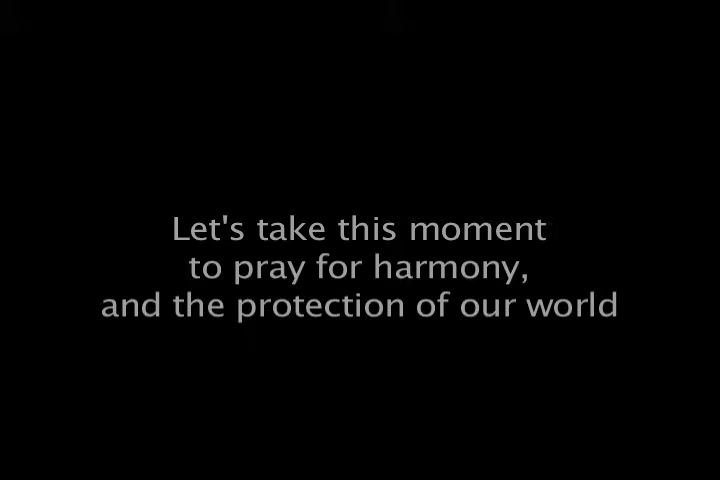 Let's take this moment
to pray for harmony,
and the protection of our world